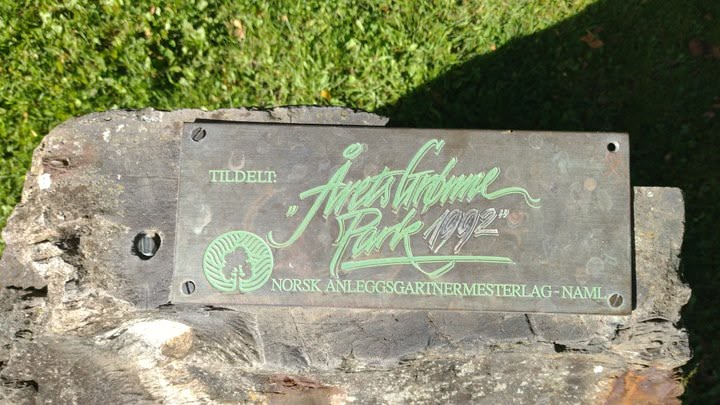 TILDELT:
"Årets Grønne
Park 1992"
NORSK ANLEGGSGARTNERMESTERLAG-NAML